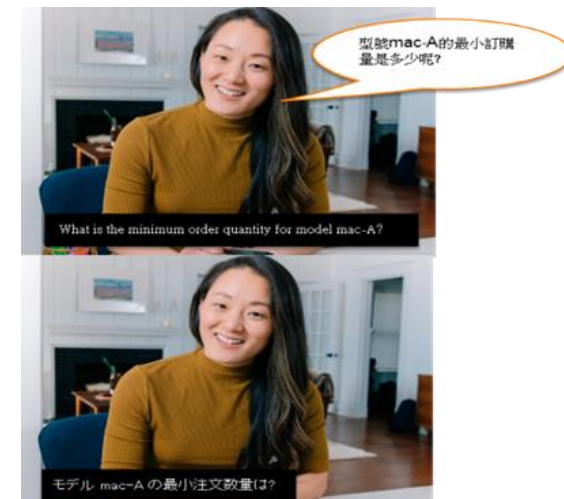 型號mac-A的最小訂購
量是多少呢?
What is the minimum order quantity for model mac-A?
モデル mac-A の最小注文数量は?